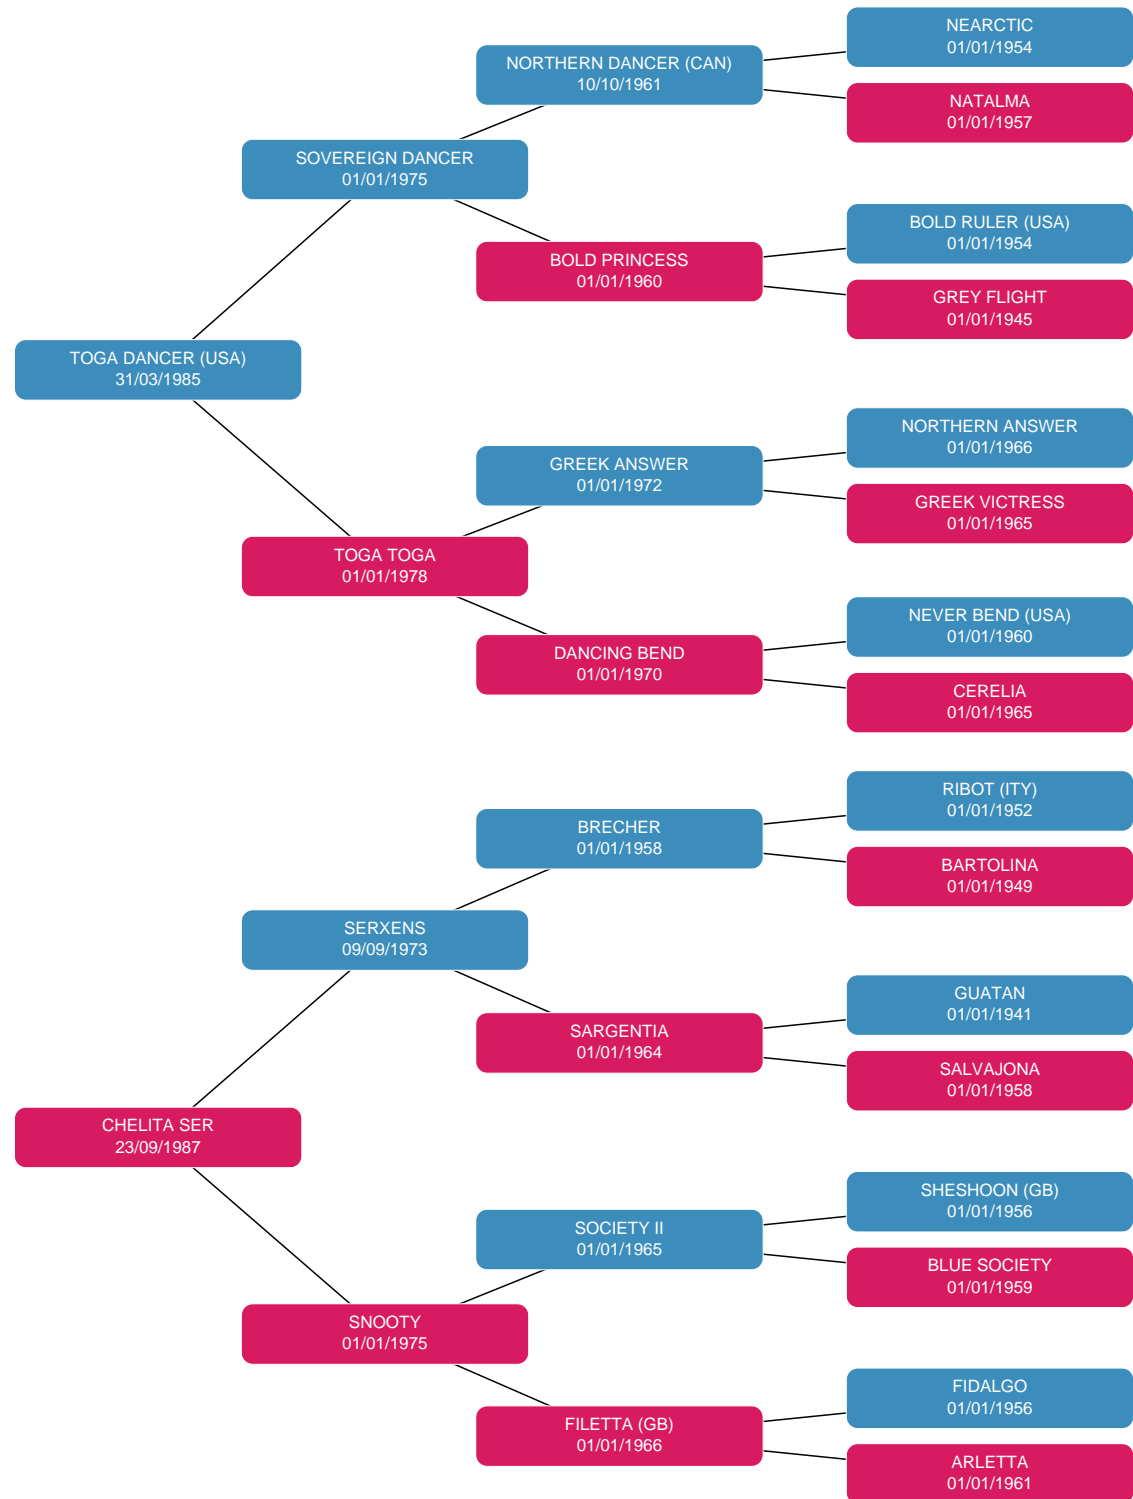 NEARCTIC
01/01/1954
NORTHERN DANCER (CAN)
10/10/1961
NATALMA
01/01/1957
SOVEREIGN DANCER
01/01/1975
BOLD RULER (USA)
01/01/1954
BOLD PRINCESS
01/01/1960
GREY FLIGHT
01/01/1945
TOGA DANCER (USA)
31/03/1985
NORTHERN ANSWER
01/01/1966
GREEK ANSWER
01/01/1972
GREEK VICTRESS
01/01/1965
TOGA TOGA
01/01/1978
NEVER BEND (USA)
01/01/1960
DANCING BEND
01/01/1970
CERELIA
01/01/1965
RIBOT (ITY)
01/01/1952
BRECHER
01/01/1958
BARTOLINA
01/01/1949
SERXENS
09/09/1973
GUATAN
01/01/1941
SARGENTIA
01/01/1964
SALVAJONA
01/01/1958
CHELITA SER
23/09/1987
SHESHOON (GB)
01/01/1956
SOCIETY II
01/01/1965
BLUE SOCIETY
01/01/1959
SNOOTY
01/01/1975
FIDALGO
01/01/1956
FILETTA (GB)
01/01/1966
ARLETTA
01/01/1961